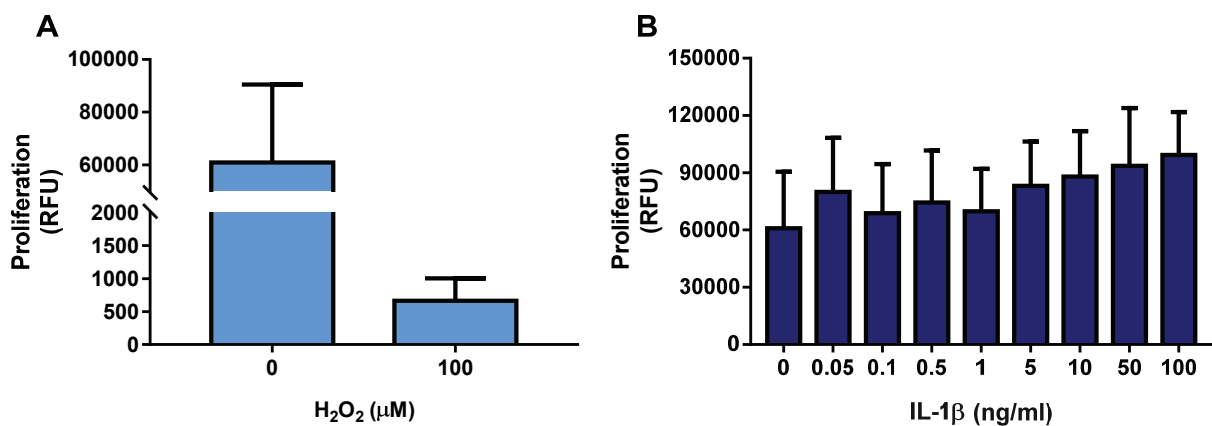 A
Proliferation
(RFU)
100000
80000
60000
2000
1500
1000
500
0
0
100
H₂O₂ (μM)
B
Proliferation
(RFU)
150000
120000
90000
60000
30000
0
0 0.05 0.1 0.5 1 5 10 50 100
IL-1β (ng/ml)